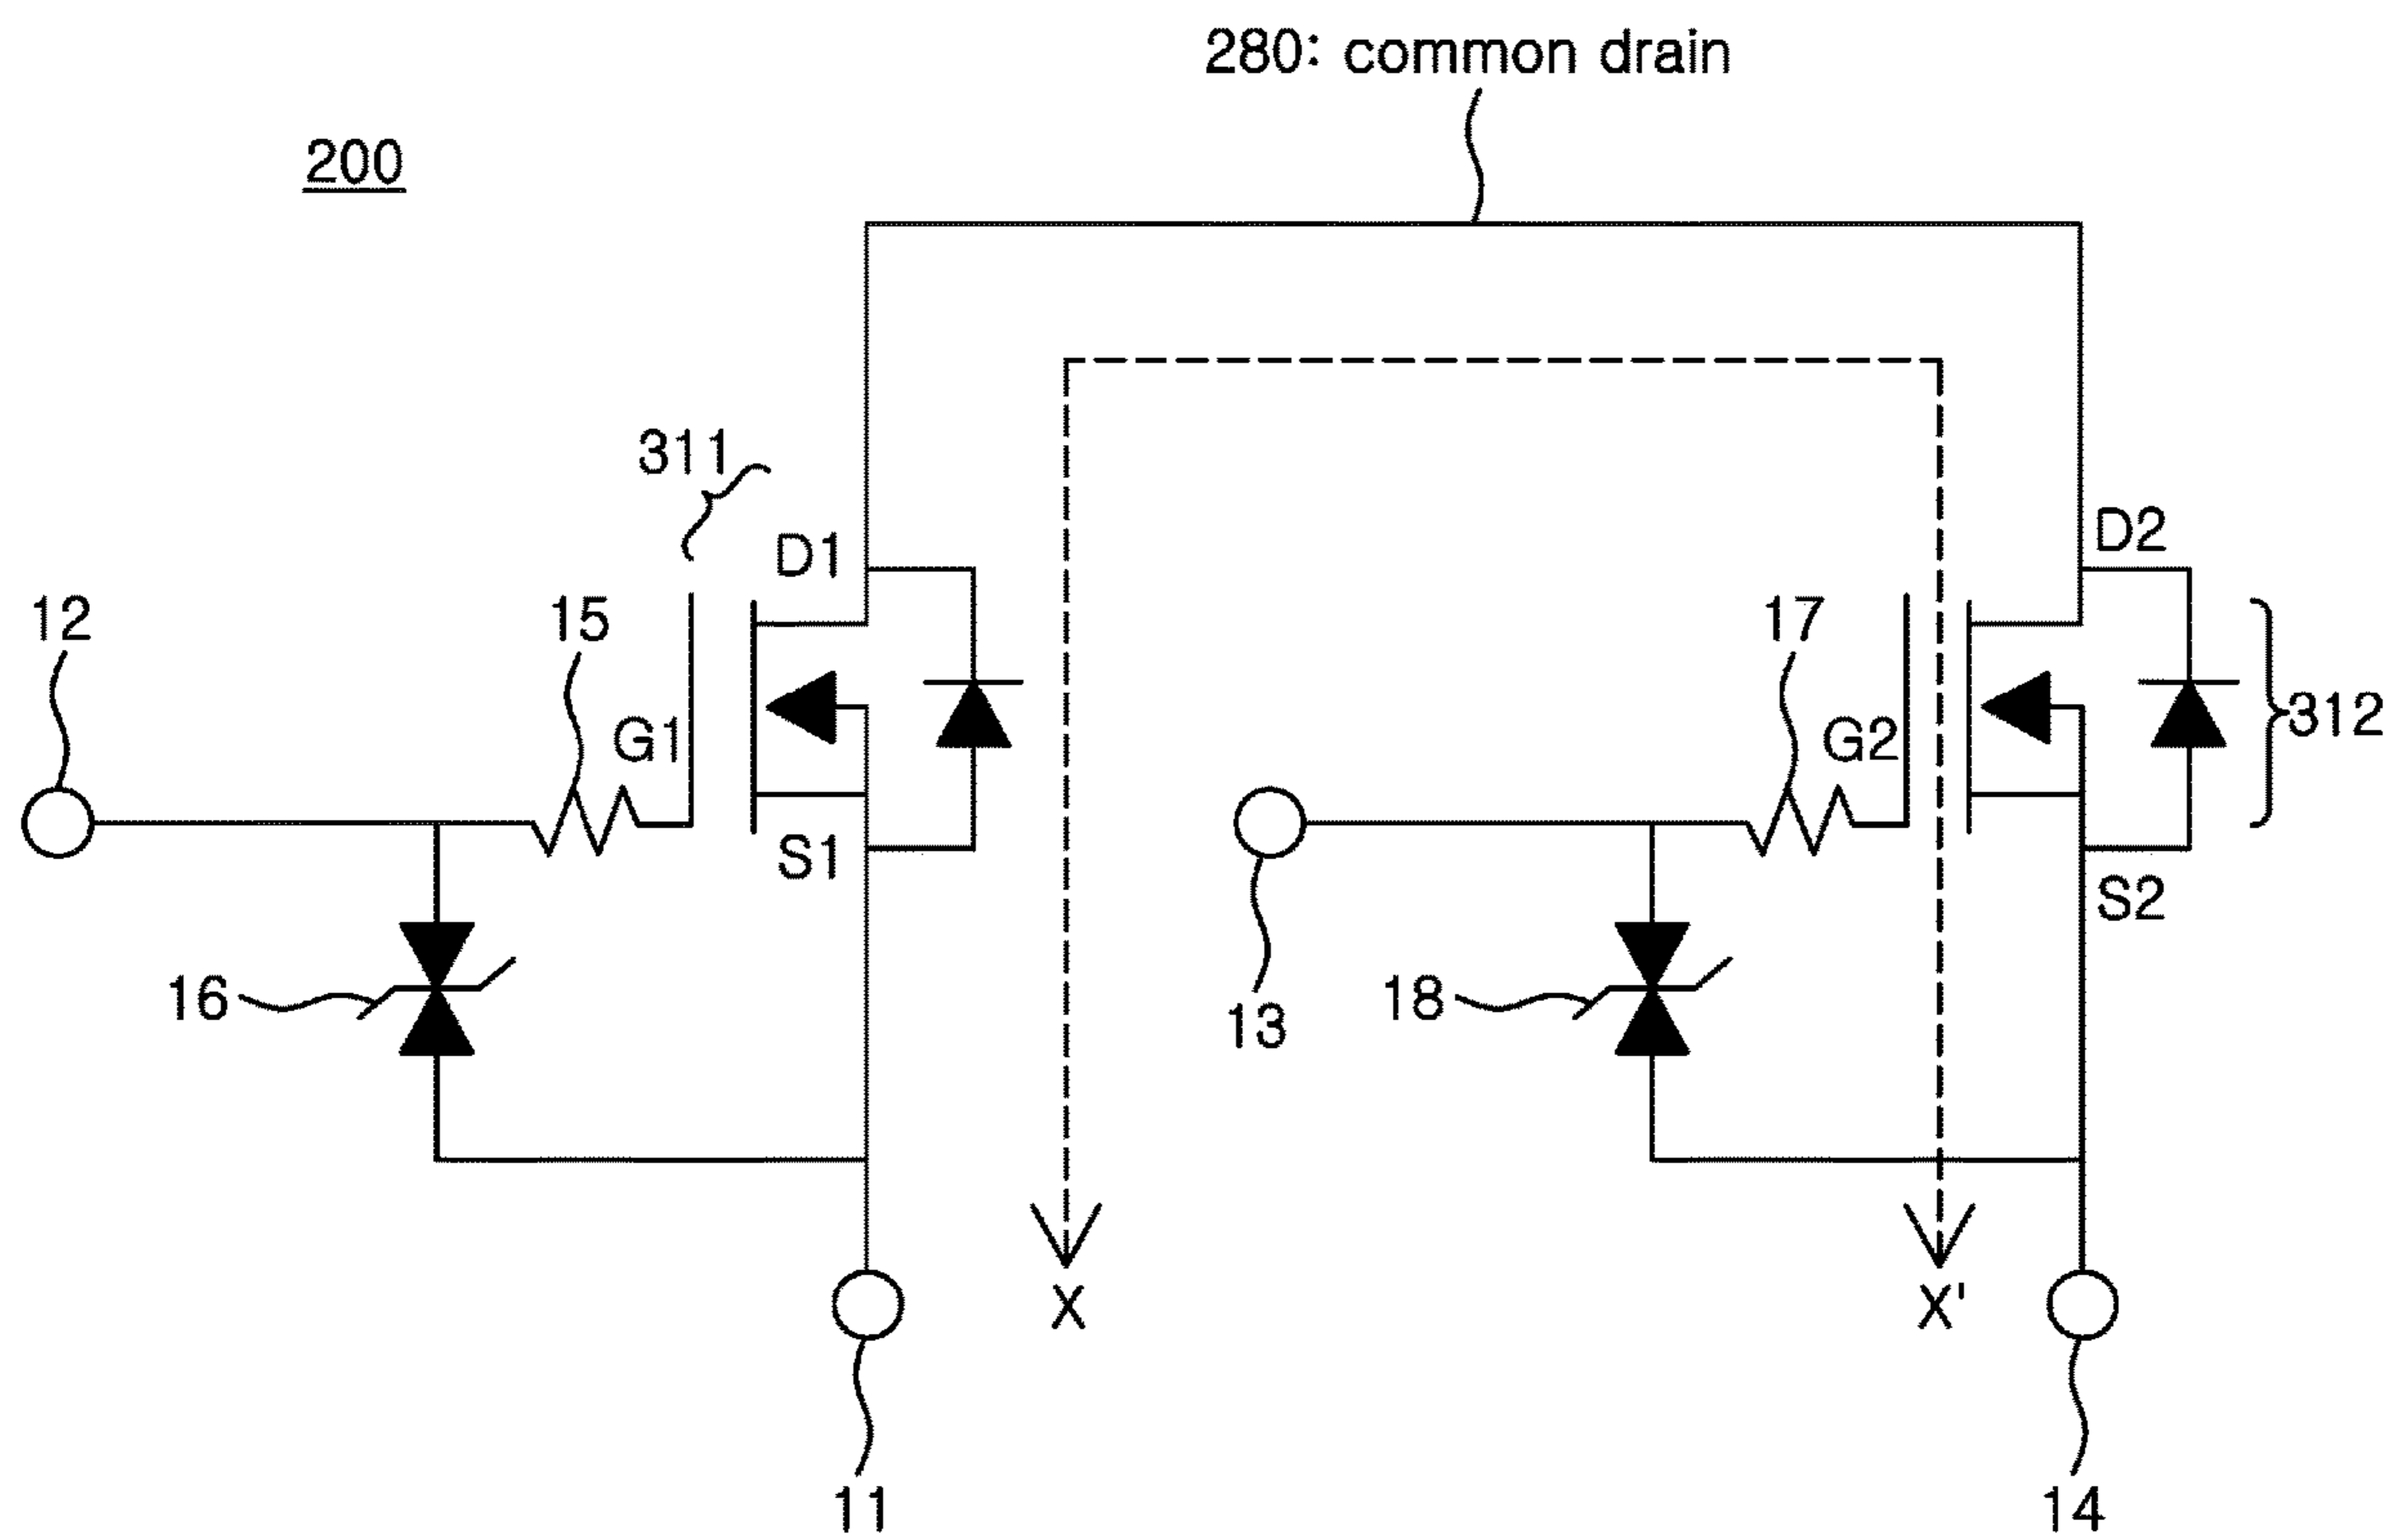 280: common drain
200
311
D1
D2
12
15
17
G1
G2
312
S1
S2
16
18
13
X
X'
11
14